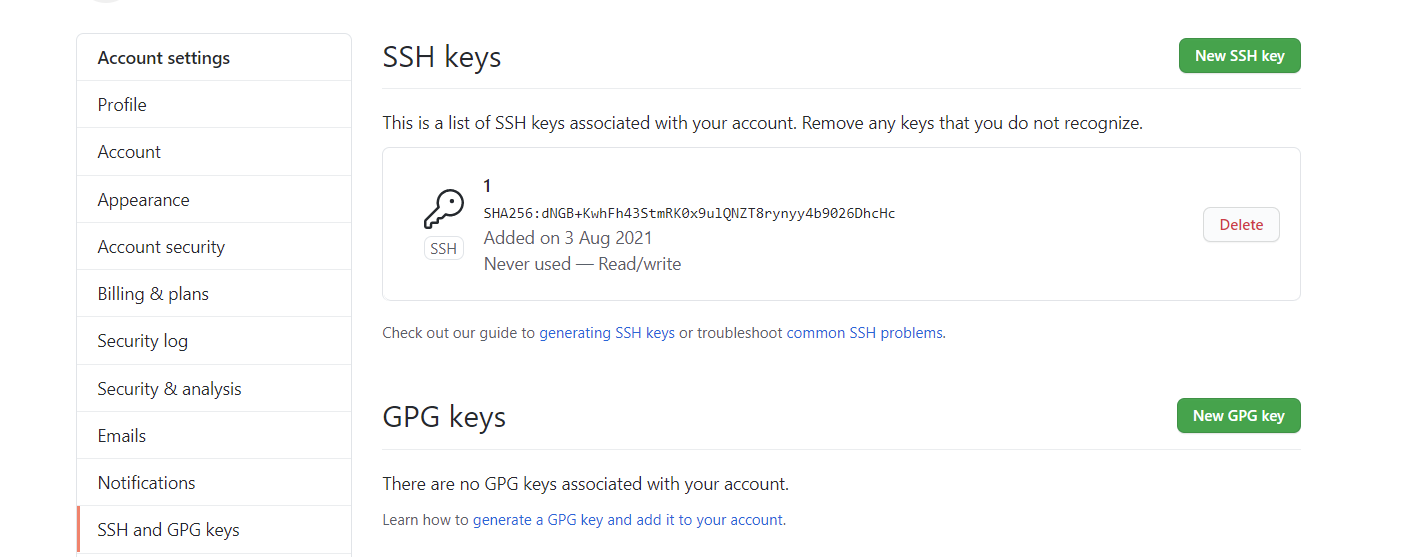 Account settings
Profile
Account
Appearance
Account security
Billing & plans
Security log
Security & analysis
Emails
Notifications
SSH and GPG keys
SSH keys
New SSH key
This is a list of SSH keys associated with your account. Remove any keys that you do not recognize.
1
SHA256:dNGB+KwhFh43StmRK0x9ulQNZT8rynyy4b9026DhcHc
SSH
Added on 3 Aug 2021
Never used — Read/write
Delete
Check out our guide to generating SSH keys or troubleshoot common SSH problems.
GPG keys
New GPG key
There are no GPG keys associated with your account.
Learn how to generate a GPG key and add it to your account.